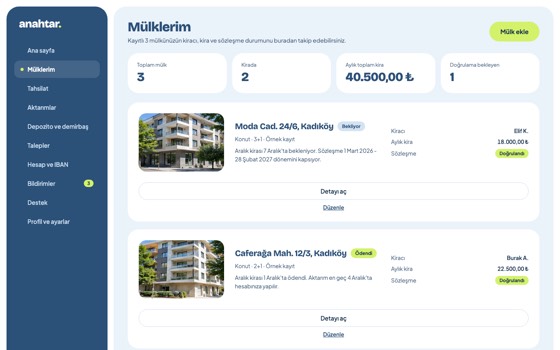 anahtar.
Ana sayfa
Mülklerim
Tahsilat
Aktarımlar
Depozito ve demirbaş
Talepler
Hesap ve IBAN
Bildirimler 3
Destek
Profil ve ayarlar
Mülklerim
Kayıtlı 3 mülkünüzün kiracı, kira ve sözleşme durumunu buradan takip edebilirsiniz.
Mülk ekle
Toplam mülk
3
Kirada
2
Aylık toplam kira
40.500,00 ₺
Doğrulama bekleyen
1
Moda Cad. 24/6, Kadıköy Bekliyor
Konut · 3+1 · Örnek kayıt
Aralık kirası 7 Aralık'ta bekleniyor. Sözleşme 1 Mart 2026 –
28 Şubat 2027 dönemini kapsıyor.
Kiracı Elif K.
Aylık kira 18.000,00 ₺
Sözleşme Doğrulandı
Detayı aç
Düzenle
Caferağa Mah. 12/3, Kadıköy Ödendi
Konut · 2+1 · Örnek kayıt
Aralık kirası 1 Aralık'ta ödendi. Aktarım en geç 4 Aralık'ta
hesabınıza yapılır.
Kiracı Burak A.
Aylık kira 22.500,00 ₺
Sözleşme Doğrulandı
Detayı aç
Düzenle